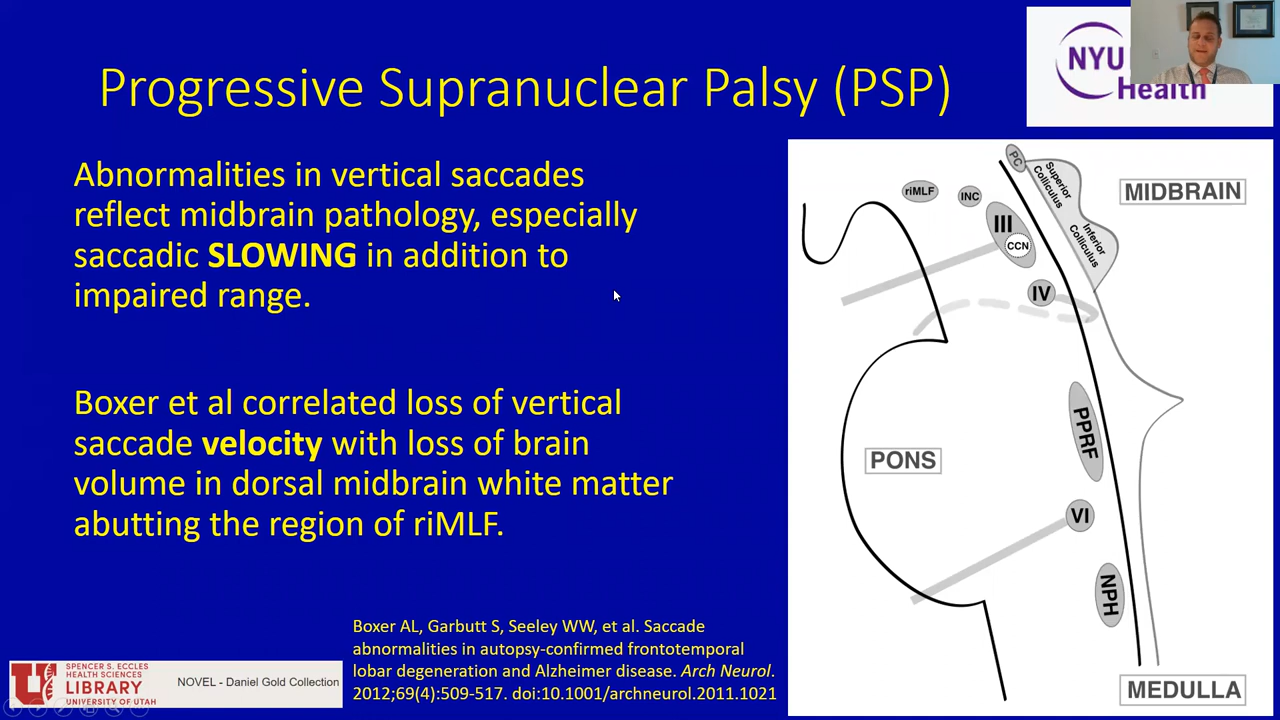 Progressive Supranuclear Palsy (PSP)
NYU
Health
Abnormalities in vertical saccades
reflect midbrain pathology, especially
saccadic SLOWING in addition to
impaired range.
Boxer et al correlated loss of vertical
saccade velocity with loss of brain
volume in dorsal midbrain white matter
abutting the region of riMLF.
PC
Superior
Colliculus
MIDBRAIN
riMLF
INC
III
CCN
Inferior
Colliculus
IV
PPRF
PONS
VI
NPH
MEDULLA
Boxer AL, Garbutt S, Seeley WW, et al. Saccade
abnormalities in autopsy-confirmed frontotemporal
lobar degeneration and Alzheimer disease. Arch Neurol.
2012;69(4):509-517. doi:10.1001/archneurol.2011.1021
SPENCER S. ECCLES
HEALTH SCIENCES
LIBRARY
UNIVERSITY OF UTAH
NOVEL - Daniel Gold Collection